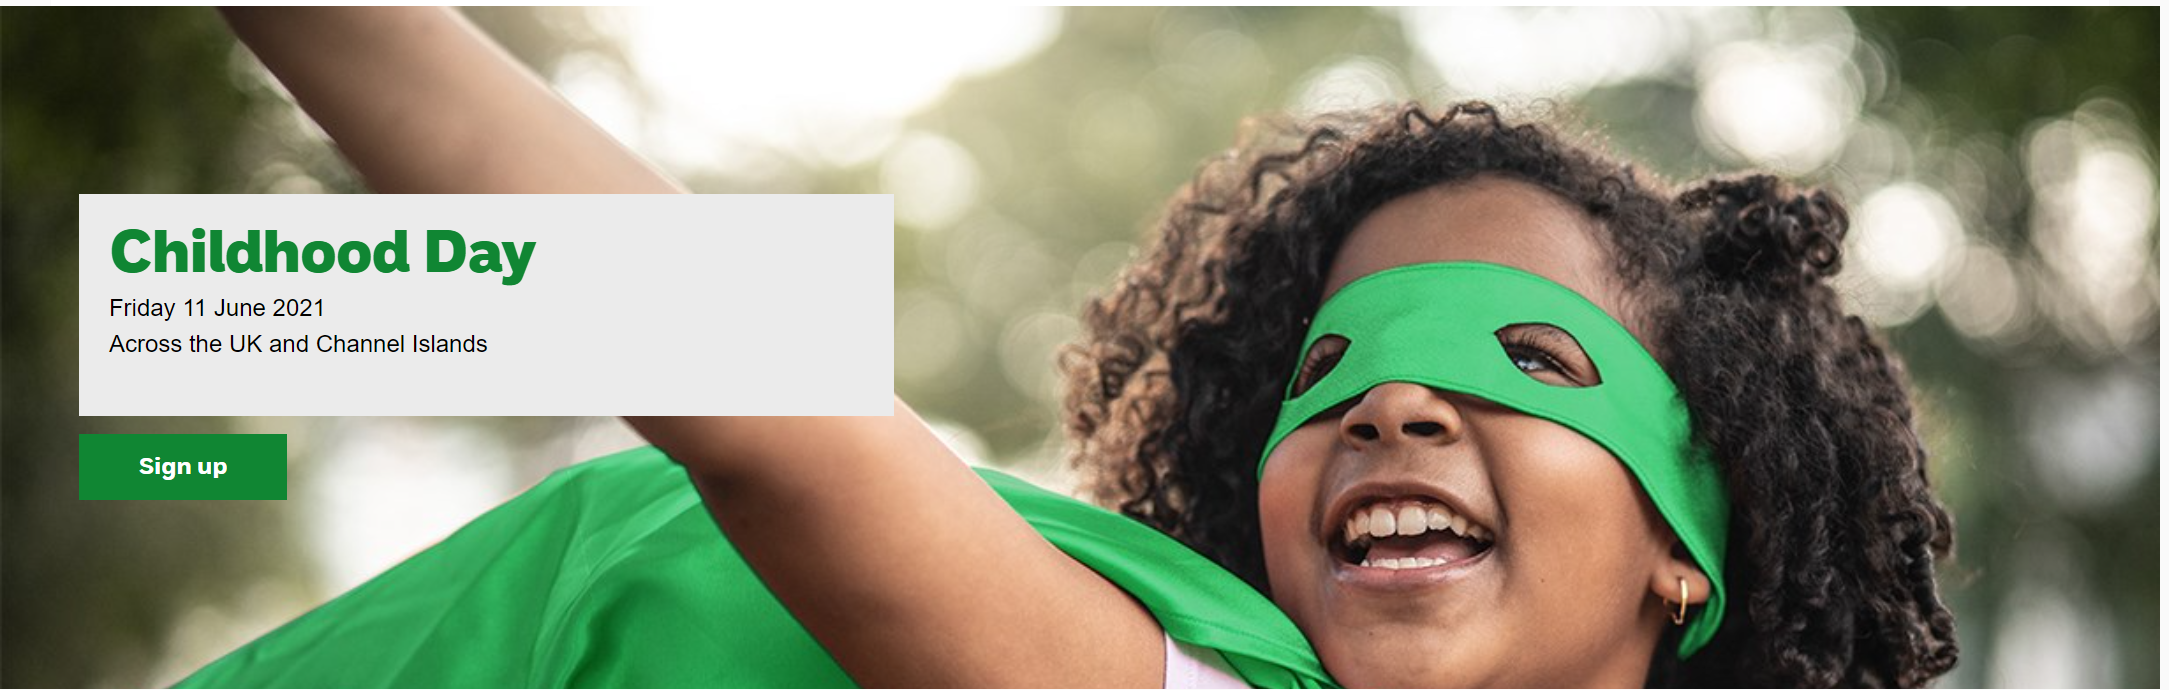 Childhood Day
Friday 11 June 2021
Across the UK and Channel Islands
Sign up